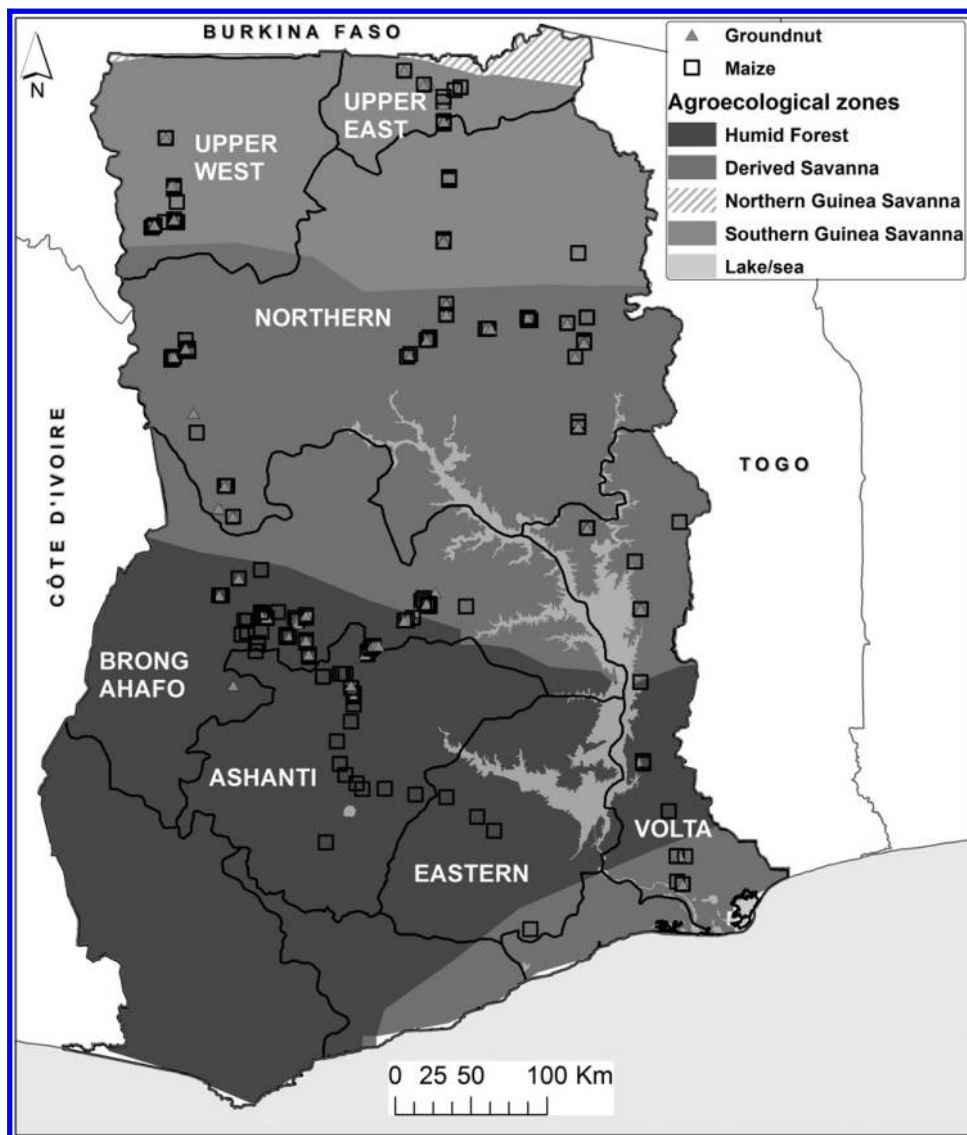 BURKINA FASO
N
Groundnut
Maize
Agroecological zones
Humid Forest
Derived Savanna
Northern Guinea Savanna
Southern Guinea Savanna
Lake/sea
UPPER
EAST
UPPER
WEST
NORTHERN
CÔTE D'IVOIRE
TOGO
BRONG
AHAFO
ASHANTI
VOLTA
EASTERN
0 25 50 100 Km